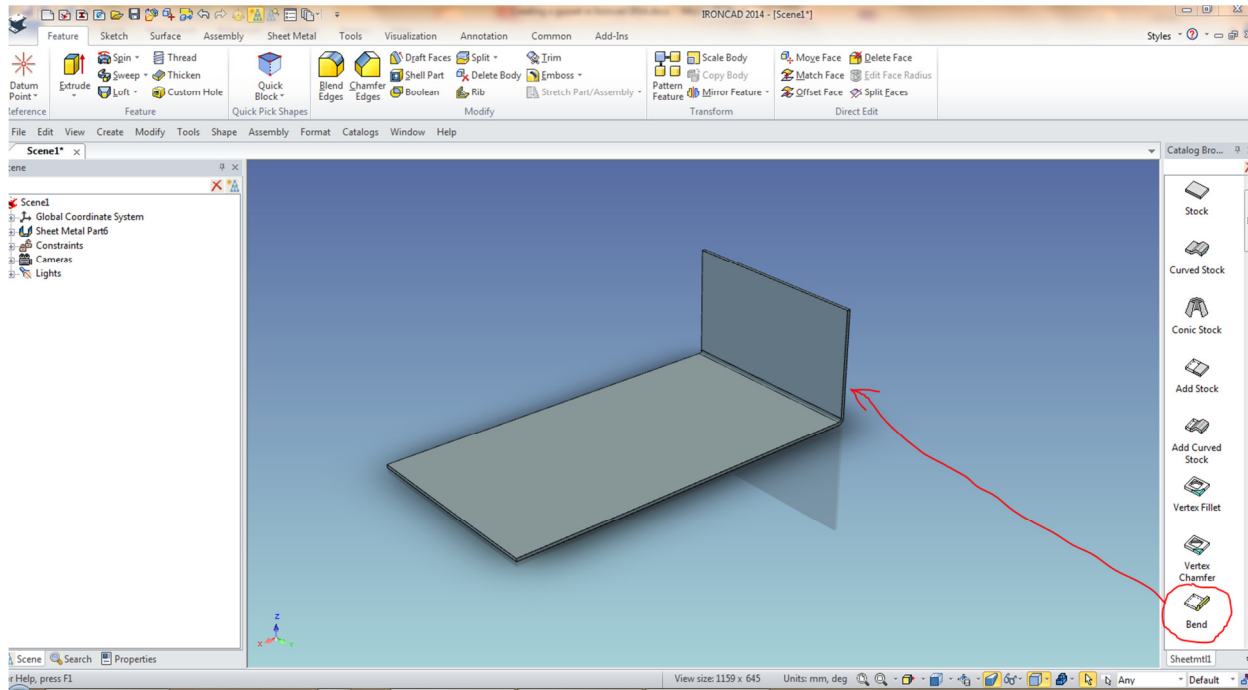 IRONCAD 2014 - [Scene1*]
Feature Sketch Surface Assembly Sheet Metal Tools Visualization Annotation Common Add-Ins Styles
Datum Point
Extrude
Spin
Sweep
Loft
Thread
Thicken
Custom Hole
Quick Block
Blend Edges
Chamfer Edges
Draft Faces
Shell Part
Boolean
Split
Delete Body
Rib
Trim
Emboss
Stretch Part/Assembly
Pattern Feature
Scale Body
Copy Body
Mirror Feature
Move Face
Match Face
Offset Face
Delete Face
Edit Face Radius
Split Faces
eference Feature Quick Pick Shapes Modify Transform Direct Edit
File Edit View Create Modify Tools Shape Assembly Format Catalogs Window Help
Scene1*
Catalog Bro...
cene
Scene1
Global Coordinate System
Sheet Metal Part6
Constraints
Cameras
Lights
Stock
Curved Stock
Conic Stock
Add Stock
Add Curved
Stock
Vertex Fillet
Vertex
Chamfer
Bend
Z
X
Y
Scene Search Properties
Sheetmtl1
r Help, press F1
View size: 1159 x 645 Units: mm, deg Any Default